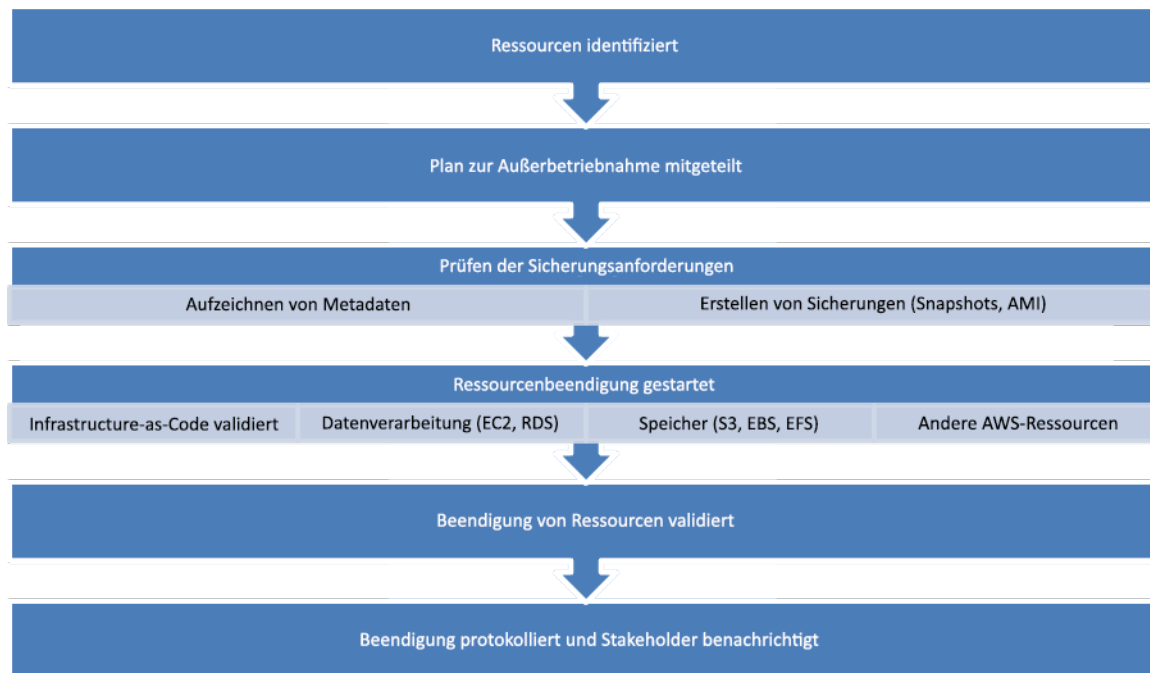 Ressourcen identifiziert
Plan zur Außerbetriebnahme mitgeteilt
Prüfen der Sicherungsanforderungen
Aufzeichnen von Metadaten
Erstellen von Sicherungen (Snapshots, AMI)
Ressourcenbeendigung gestartet
Infrastructure-as-Code validiert
Datenverarbeitung (EC2, RDS)
Speicher (S3, EBS, EFS)
Andere AWS-Ressourcen
Beendigung von Ressourcen validiert
Beendigung protokolliert und Stakeholder benachrichtigt